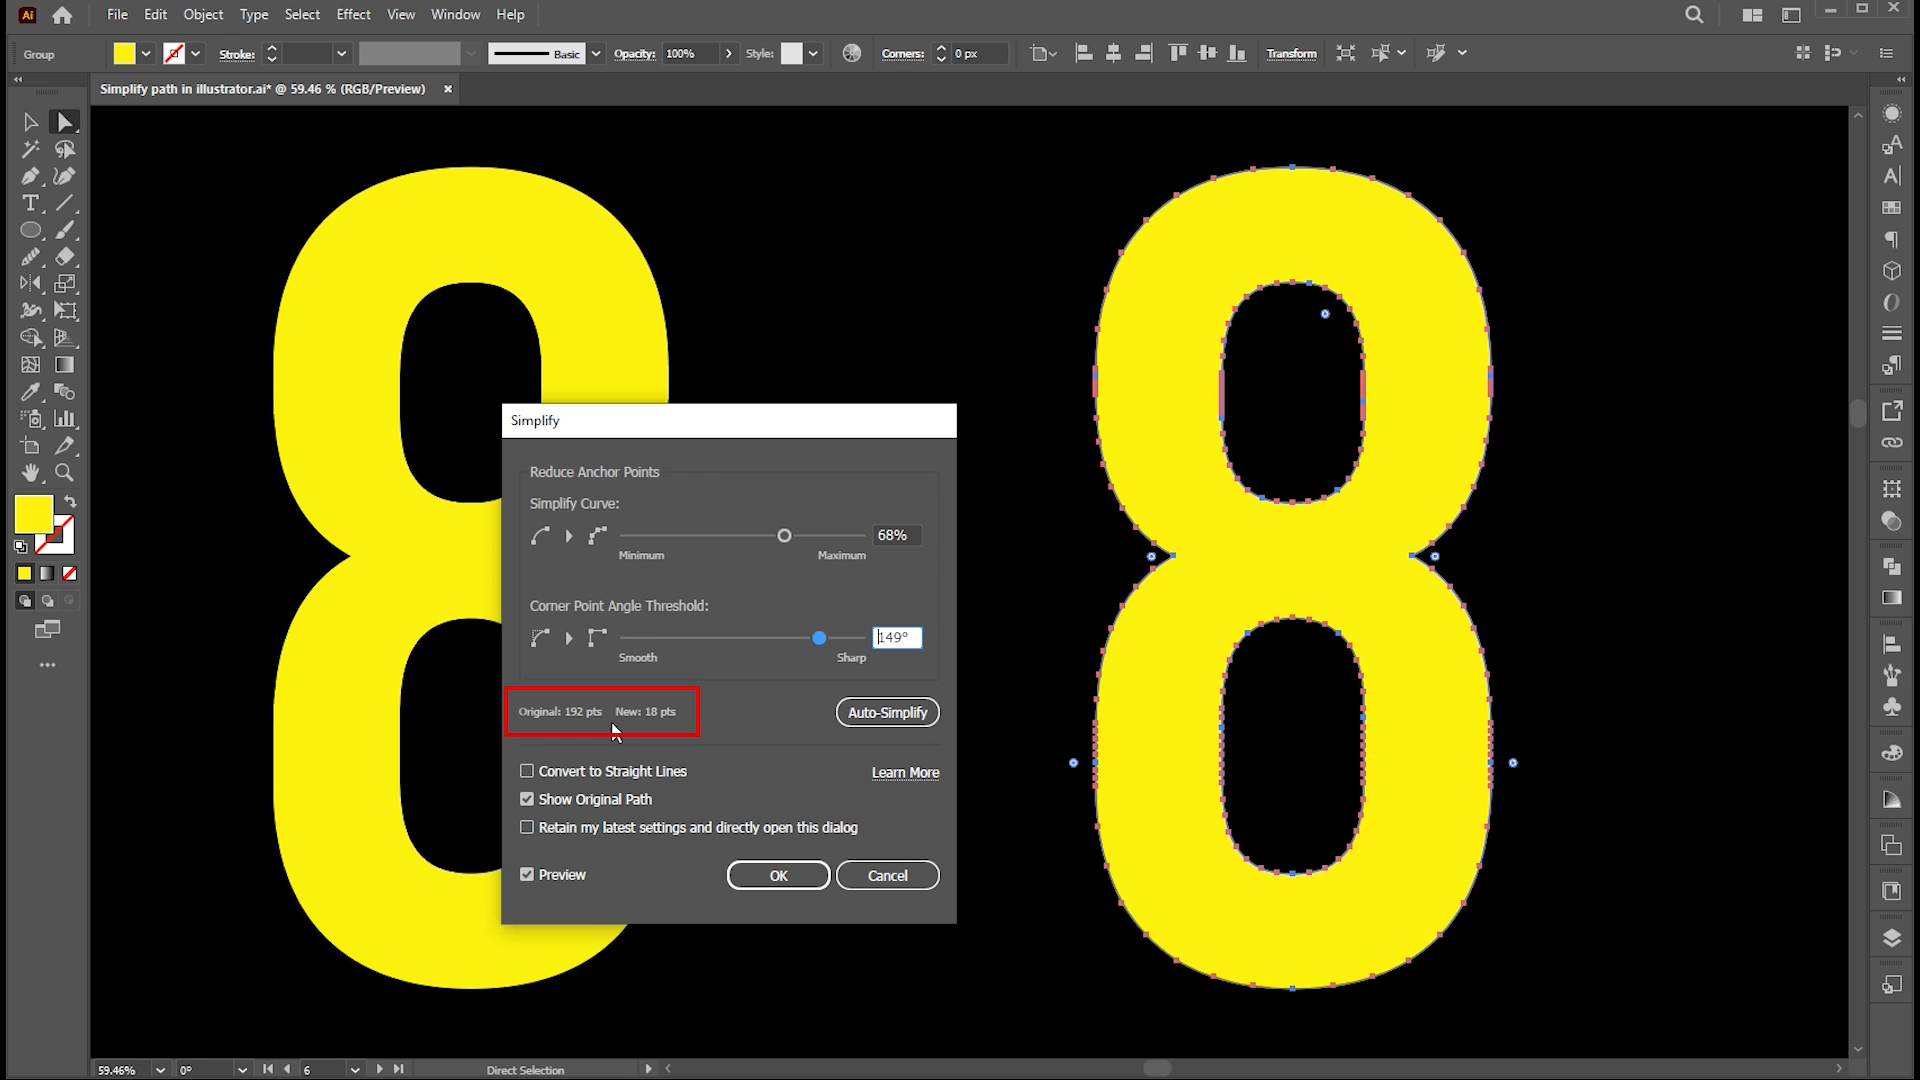 Ai File Edit Object Type Select Effect View Window Help
Group Stroke: Basic Opacity: 100% Style: Corners: 0 px Transform
Simplify path in illustrator.ai* @ 59.46 % (RGB/Preview) ×
Simplify
Reduce Anchor Points
Simplify Curve:
68%
Minimum Maximum
Corner Point Angle Threshold:
149°
Smooth Sharp
Original: 192 pts New: 18 pts Auto-Simplify
Convert to Straight Lines Learn More
Show Original Path
Retain my latest settings and directly open this dialog
Preview OK Cancel
8 8
59.46% 0° 6 Direct Selection